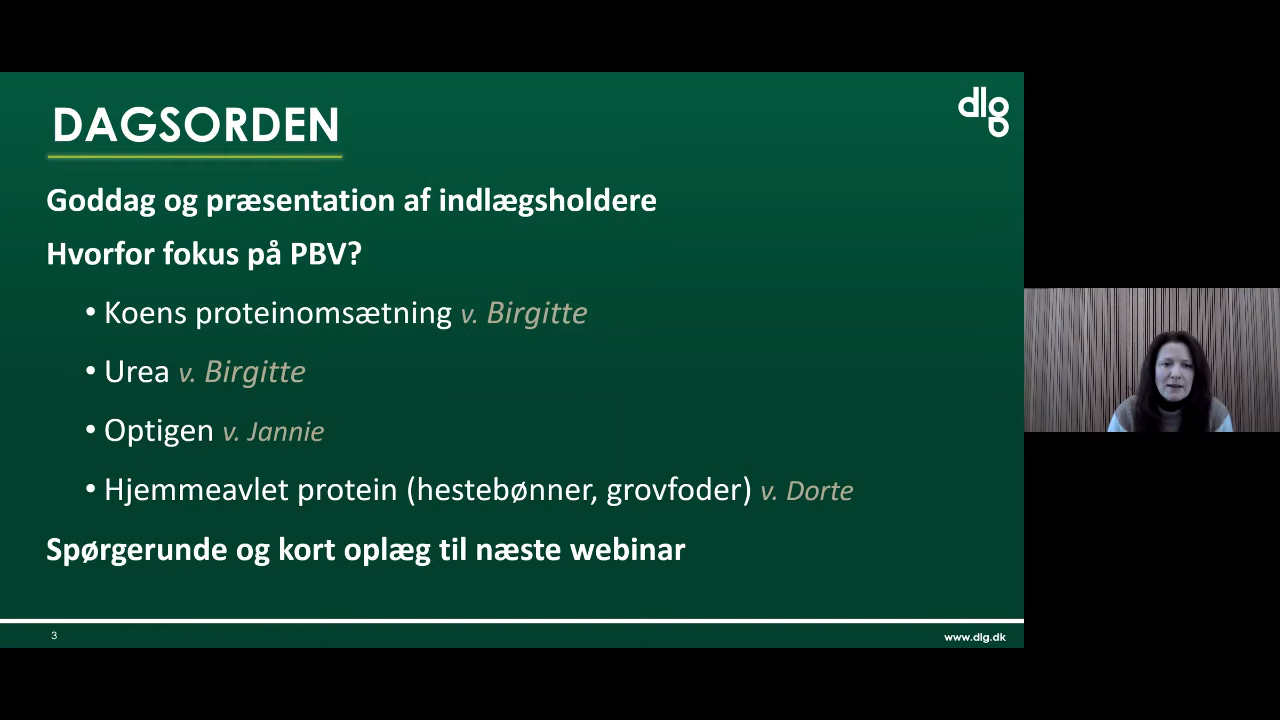 DAGSORDEN
dlg
Goddag og præsentation af indlægsholdere
Hvorfor fokus på PBV?
• Koens proteinomsætning v. Birgitte
• Urea v. Birgitte
• Optigen v. Jannie
• Hjemmeavlet protein (hestebønner, grovfoder) v. Dorte
Spørgerunde og kort oplæg til næste webinar
3
www.dlg.dk